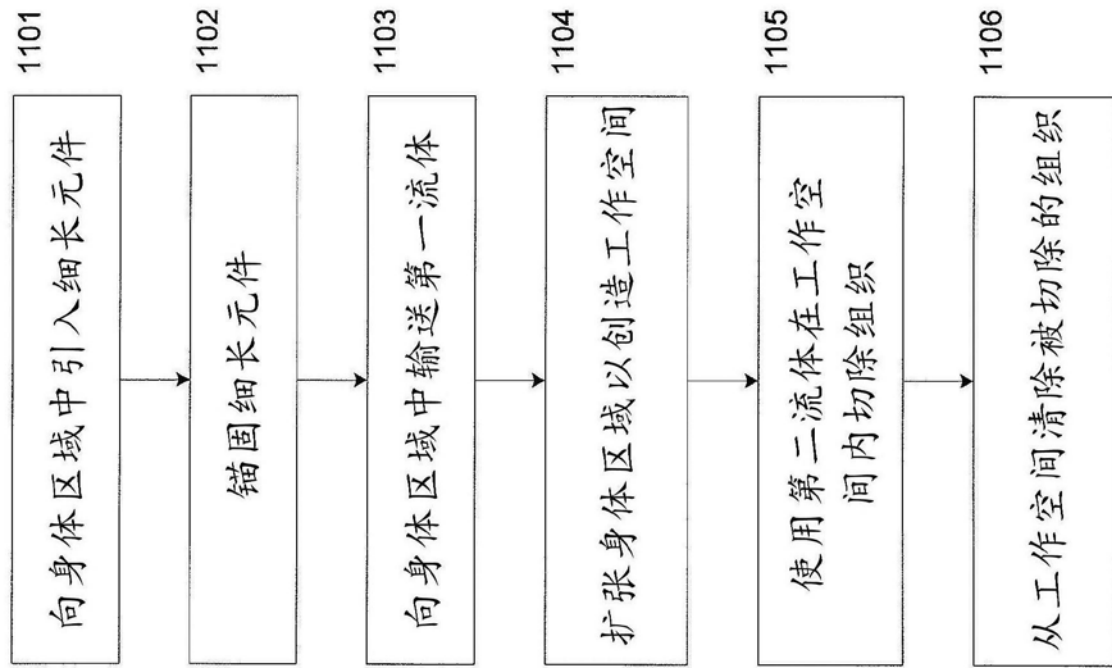 向身体区域中引入细长元件
1101
锚固细长元件
1102
向身体区域中输送第一流体
1103
扩张身体区域以创造工作空间
1104
使用第二流体在工作空
间内切除组织
1105
从工作空间清除被切除的组织
1106